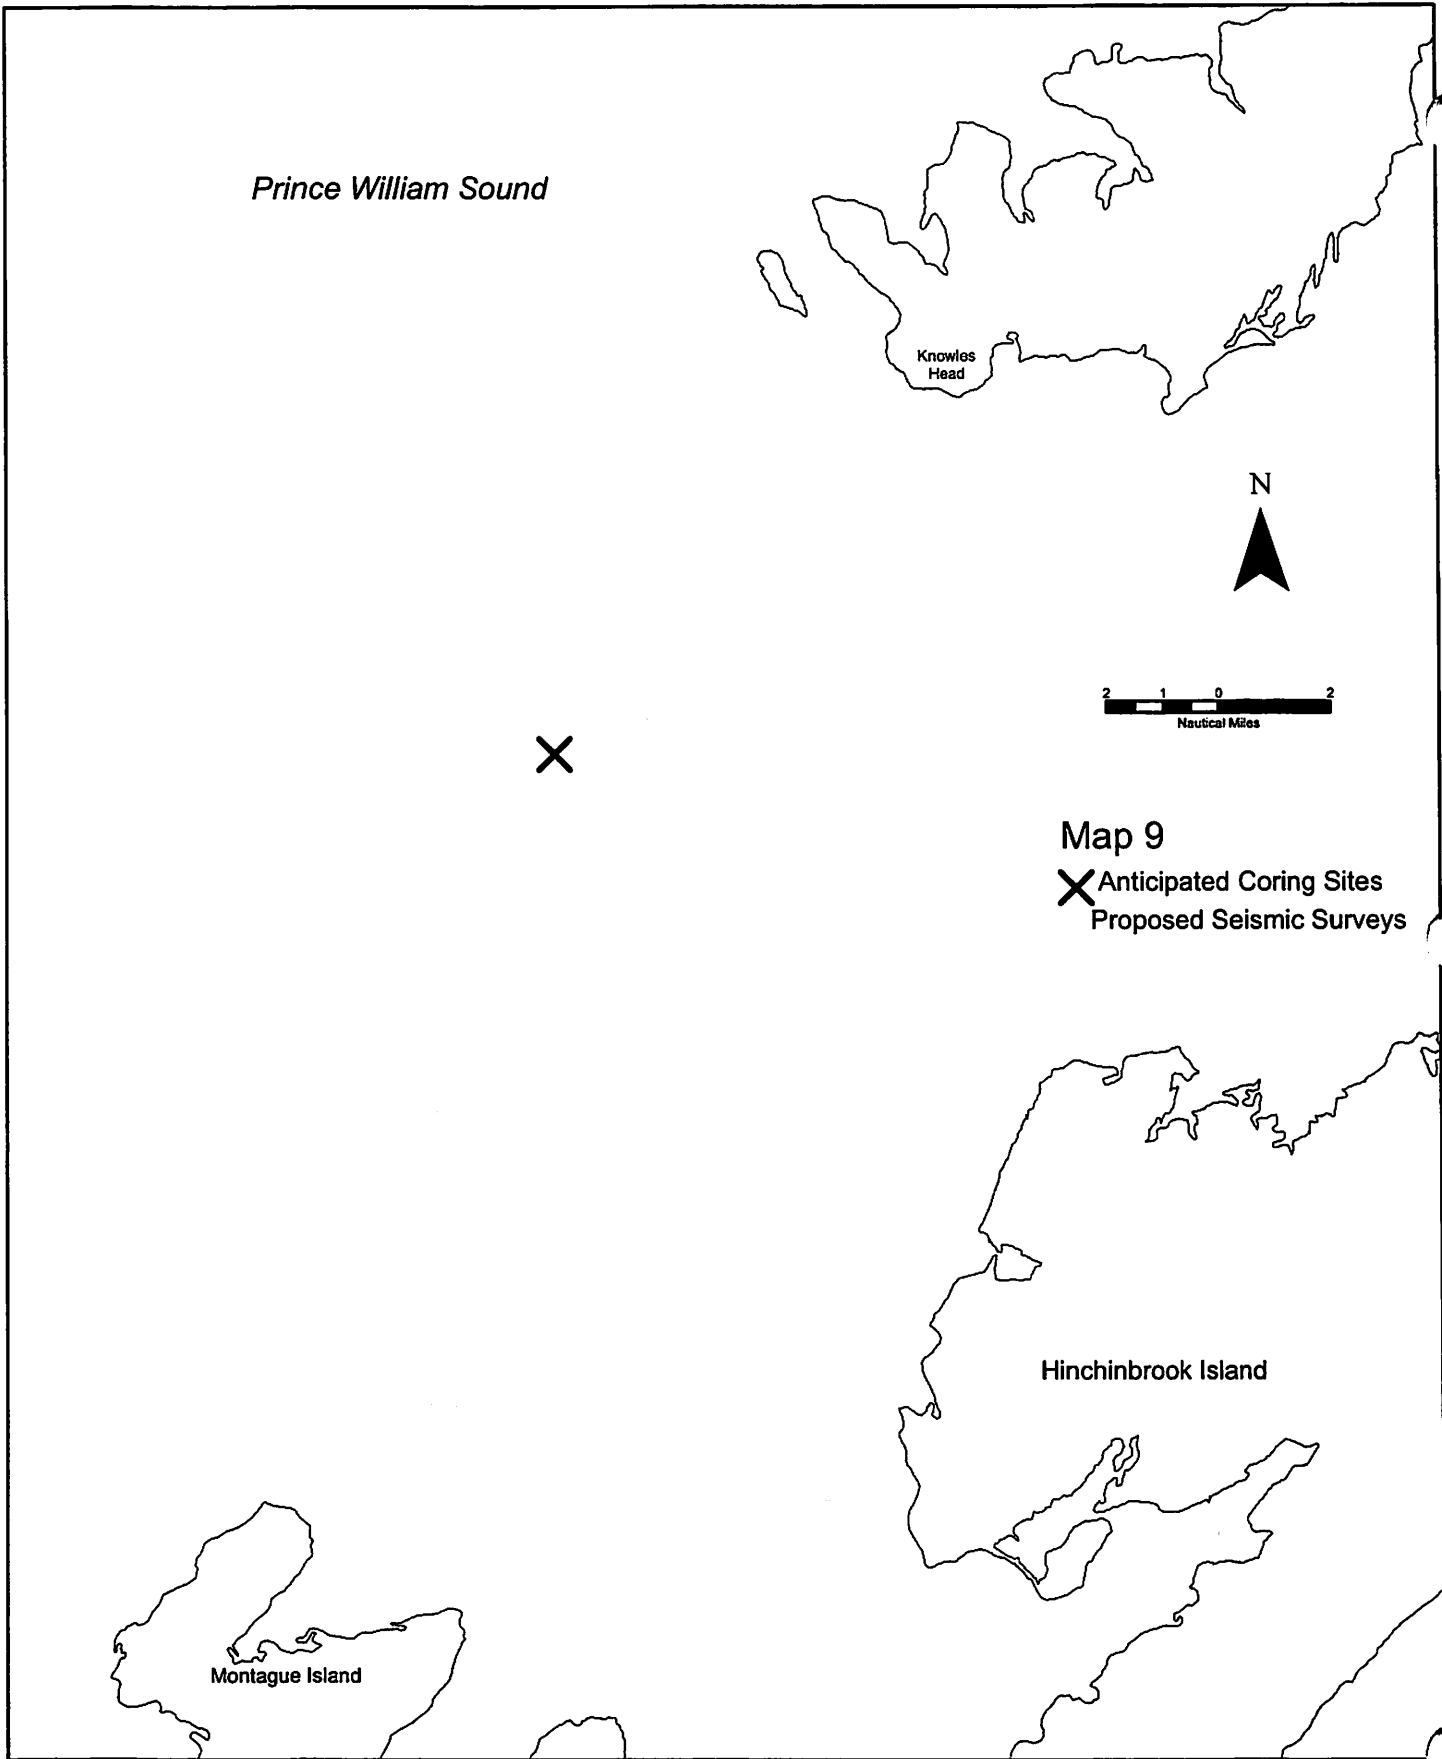 Prince William Sound
Knowles
Head
N
2 1 0 2
Nautical Miles
Map 9
Anticipated Coring Sites
Proposed Seismic Surveys
Hinchinbrook Island
Montague Island